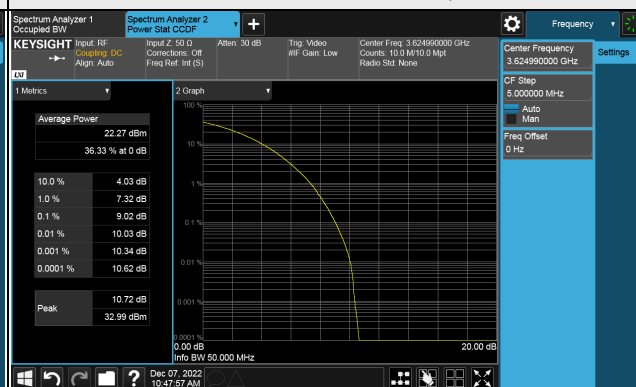 Spectrum Analyzer 1
Occupied BW
Spectrum Analyzer 2
Power Stat CCDF
Frequency
KEYSIGHT
Input: RF
Coupling: DC
Align: Auto
Input Z: 50 Ω
Corrections: Off
Freq Ref: Int (S)
Atten: 30 dB
Trig: Video
#IF Gain: Low
Center Freq: 3.624990000 GHz
Counts: 10.0 M/10.0 Mpt
Radio Std: None
LXI
Center Frequency
3.624990000 GHz
Settings
CF Step
5.000000 MHz
Auto
Man
Freq Offset
0 Hz
1 Metrics
2 Graph
Average Power
22.27 dBm
36.33 % at 0 dB
10.0 % 4.03 dB
1.0 % 7.32 dB
0.1 % 9.02 dB
0.01 % 10.03 dB
0.001 % 10.34 dB
0.0001 % 10.62 dB
Peak
10.72 dB
32.99 dBm
100 %
10 %
1 %
0.1 %
0.01 %
0.001 %
0.0001 %
0.00 dB
20.00 dB
Info BW 50.000 MHz
?
Dec 07, 2022
10:47:57 AM